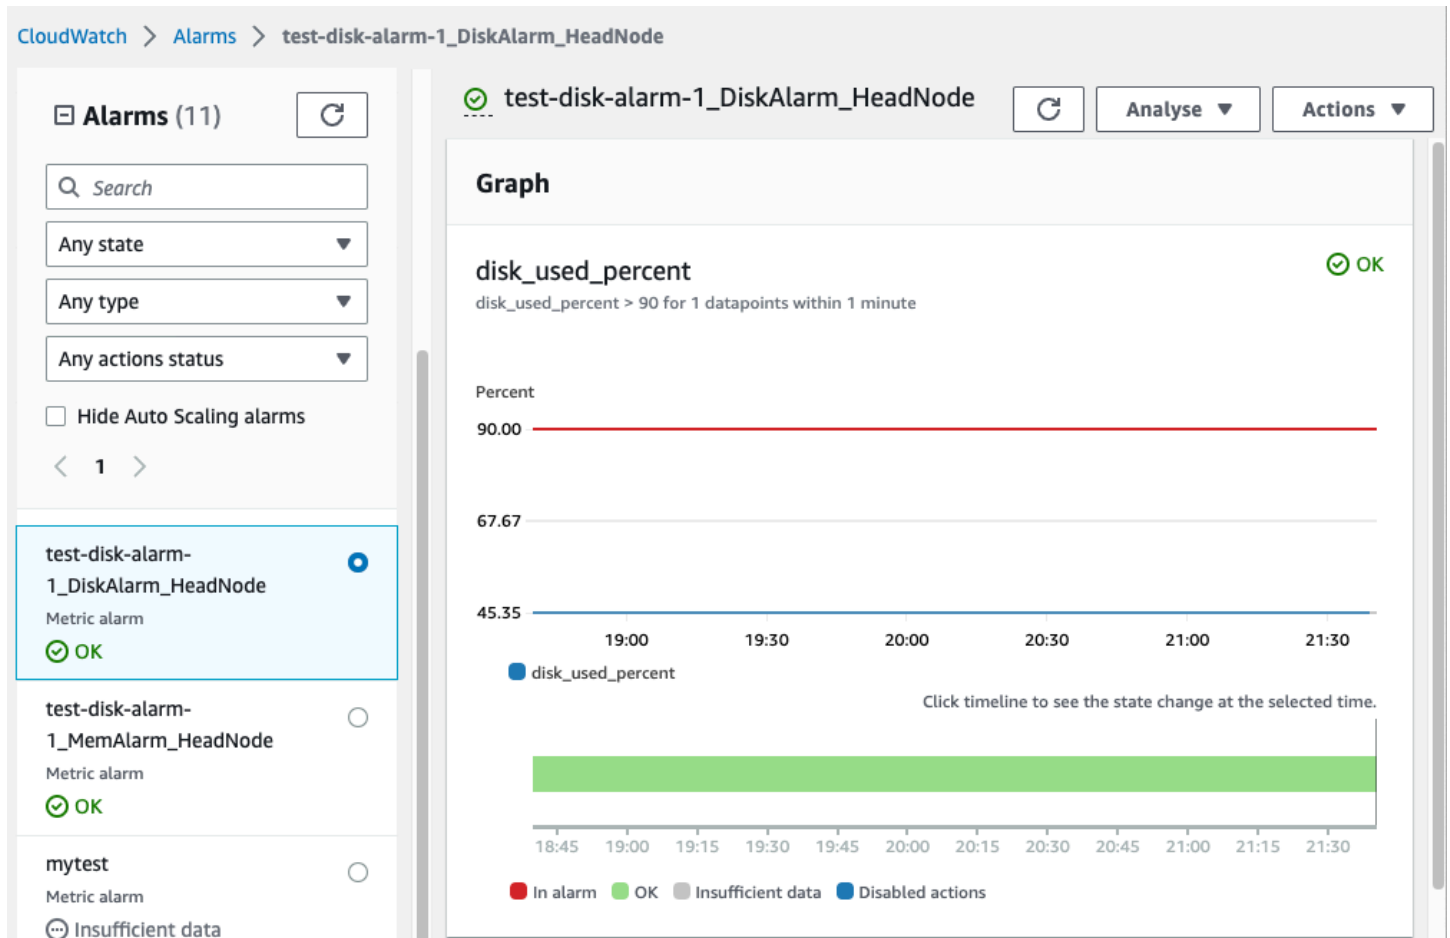 CloudWatch > Alarms > test-disk-alarm-1_DiskAlarm_HeadNode
Alarms (11)
Search
Any state
Any type
Any actions status
Hide Auto Scaling alarms
1
test-disk-alarm-
1_DiskAlarm_HeadNode
Metric alarm
OK
test-disk-alarm-
1_MemAlarm_HeadNode
Metric alarm
OK
mytest
Metric alarm
Insufficient data
test-disk-alarm-1_DiskAlarm_HeadNode
Analyse
Actions
Graph
disk_used_percent
OK
disk_used_percent > 90 for 1 datapoints within 1 minute
Percent
90.00
67.67
45.35
19:00 19:30 20:00 20:30 21:00 21:30
disk_used_percent
Click timeline to see the state change at the selected time.
18:45 19:00 19:15 19:30 19:45 20:00 20:15 20:30 20:45 21:00 21:15 21:30
In alarm OK Insufficient data Disabled actions